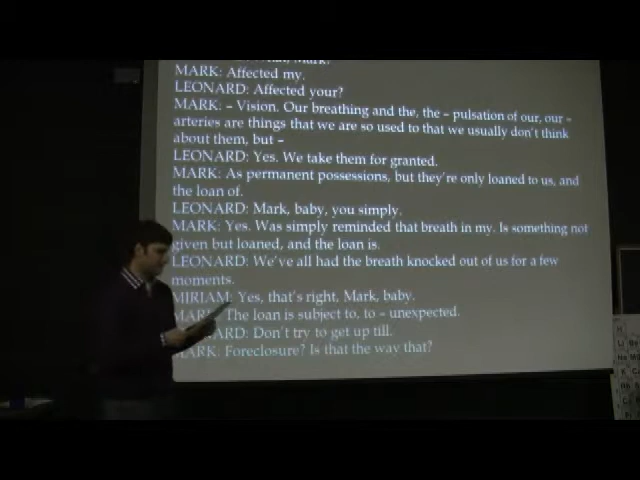 Mark.
MARK: Affected my.
LEONARD: Affected your?
MARK: – Vision. Our breathing and the, the – pulsation of our, our –
arteries are things that we are so used to that we usually don't think
about them, but –
LEONARD: Yes. We take them for granted.
MARK: As permanent possessions, but they're only loaned to us, and
the loan of.
LEONARD: Mark, baby, you simply.
MARK: Yes. Was simply reminded that breath in my. Is something not
given but loaned, and the loan is.
LEONARD: We've all had the breath knocked out of us for a few
moments.
MIRIAM: Yes, that's right, Mark, baby.
MARK: The loan is subject to, to – unexpected.
ARD: Don't try to get up till.
MARK: Foreclosure? Is that the way that?
H
Li Be
Na
K